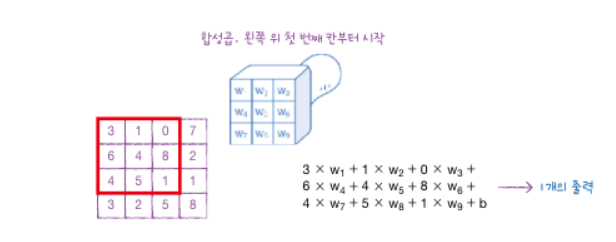 합성곱. 왼쪽 위 첫 번째 칸부터 시작
w w₂ w₃
w₄ w₅ w₆
w₇ w₈ w₉
3 1 0 7
6 4 8 2
4 5 1 1
3 2 5 8
3 × w₁ + 1 × w₂ + 0 × w₃ +
6 × w₄ + 4 × w₅ + 8 × w₆ +
4 × w₇ + 5 × w₈ + 1 × w₉ + b
1개의 출력